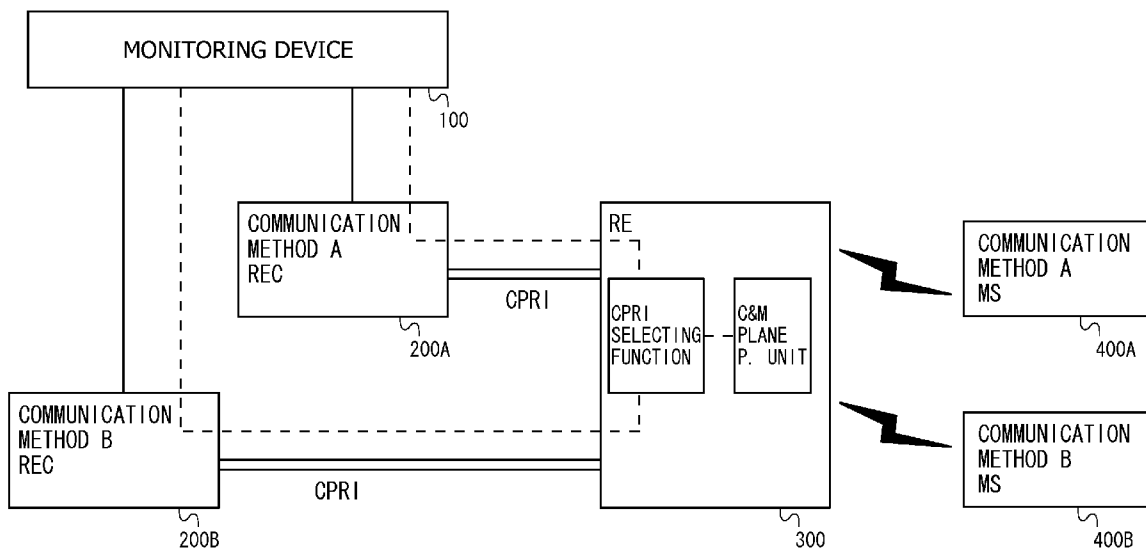 MONITORING DEVICE
100
COMMUNICATION
METHOD A
REC
200A
CPRI
RE
CPRI
SELECTING
FUNCTION
C&M
PLANE
P. UNIT
300
COMMUNICATION
METHOD A
MS
400A
COMMUNICATION
METHOD B
REC
200B
CPRI
COMMUNICATION
METHOD B
MS
400B